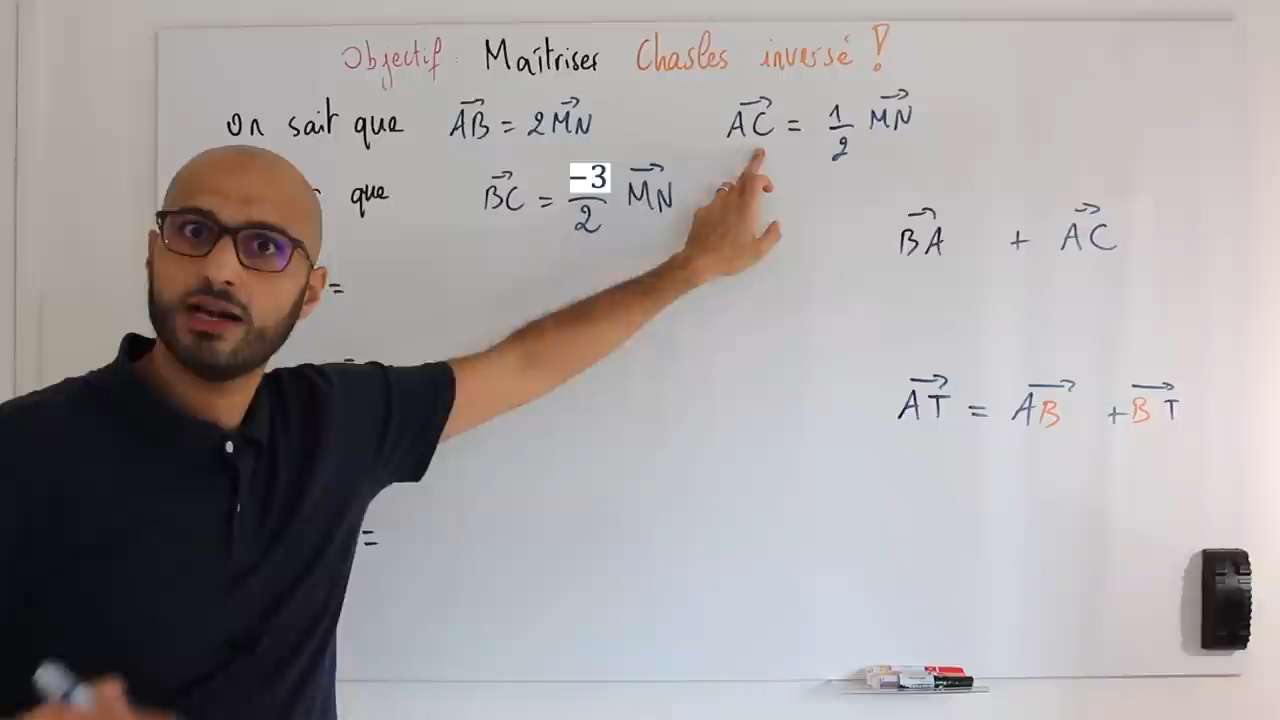 Objectif : Maîtriser Chasles inversé !
On sait que AB→ = 2MN→ AC→ = 1/2 MN→
que BC→ = -3/2 MN→
BA→ + AC→
=
=
AT→ = AB→ + BT→
=